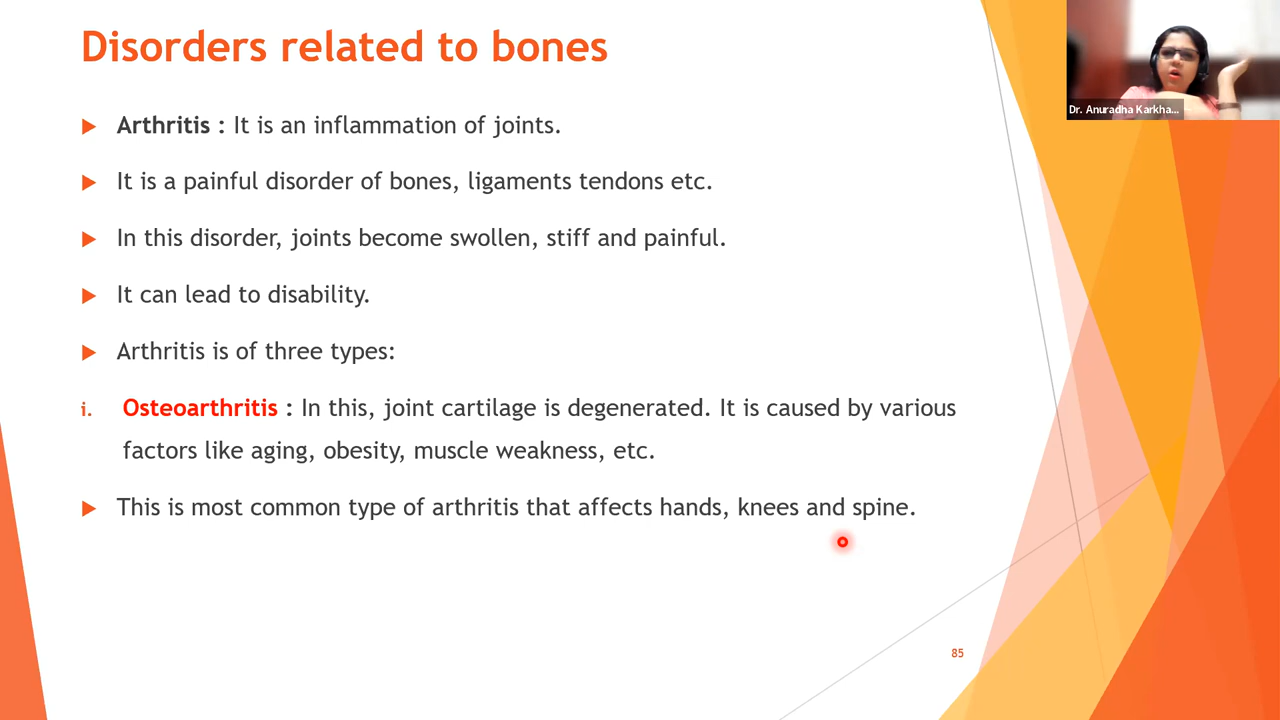 Disorders related to bones
Arthritis : It is an inflammation of joints.
It is a painful disorder of bones, ligaments tendons etc.
In this disorder, joints become swollen, stiff and painful.
It can lead to disability.
Arthritis is of three types:
i. Osteoarthritis : In this, joint cartilage is degenerated. It is caused by various
factors like aging, obesity, muscle weakness, etc.
This is most common type of arthritis that affects hands, knees and spine.
85
Dr. Anuradha Karkha...